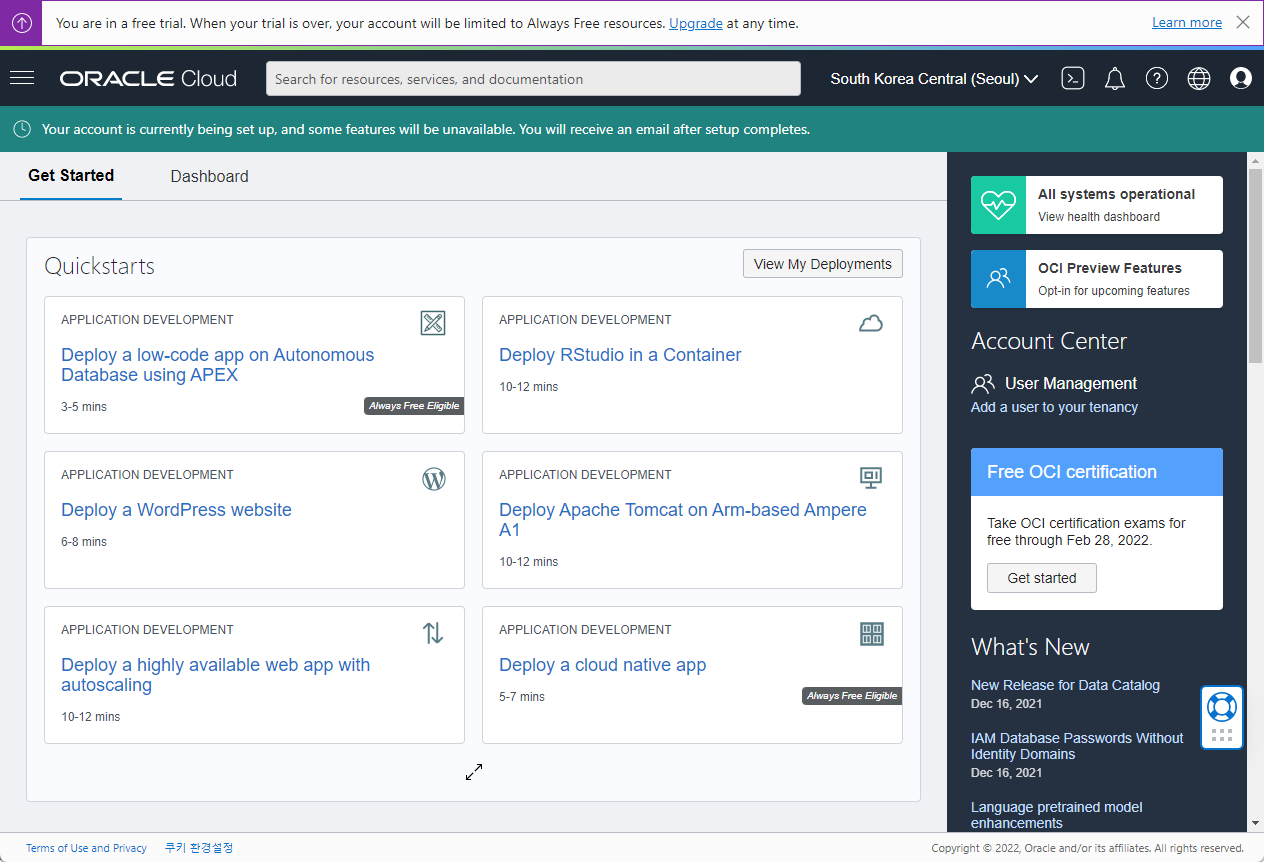 You are in a free trial. When your trial is over, your account will be limited to Always Free resources. Upgrade at any time.
Learn more
ORACLE Cloud
Search for resources, services, and documentation
South Korea Central (Seoul)
Your account is currently being set up, and some features will be unavailable. You will receive an email after setup completes.
Get Started
Dashboard
Quickstarts
View My Deployments
APPLICATION DEVELOPMENT
Deploy a low-code app on Autonomous
Database using APEX
3-5 mins
Always Free Eligible
APPLICATION DEVELOPMENT
Deploy RStudio in a Container
10-12 mins
APPLICATION DEVELOPMENT
Deploy a WordPress website
6-8 mins
APPLICATION DEVELOPMENT
Deploy Apache Tomcat on Arm-based Ampere
A1
10-12 mins
APPLICATION DEVELOPMENT
Deploy a highly available web app with
autoscaling
10-12 mins
APPLICATION DEVELOPMENT
Deploy a cloud native app
5-7 mins
Always Free Eligible
All systems operational
View health dashboard
OCI Preview Features
Opt-in for upcoming features
Account Center
User Management
Add a user to your tenancy
Free OCI certification
Take OCI certification exams for
free through Feb 28, 2022.
Get started
What's New
New Release for Data Catalog
Dec 16, 2021
IAM Database Passwords Without
Identity Domains
Dec 16, 2021
Language pretrained model
enhancements
Terms of Use and Privacy
쿠키 환경설정
Copyright © 2022, Oracle and/or its affiliates. All rights reserved.